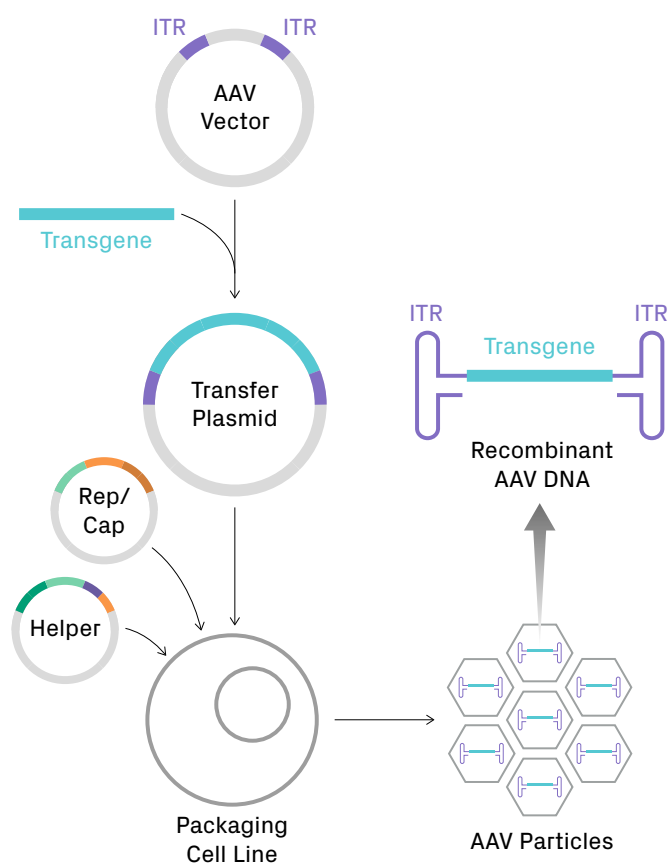 ITR ITR
AAV
Vector
Transgene
Transfer
Plasmid
Rep/
Cap
Helper
Packaging
Cell Line
ITR ITR
Transgene
Recombinant
AAV DNA
AAV Particles